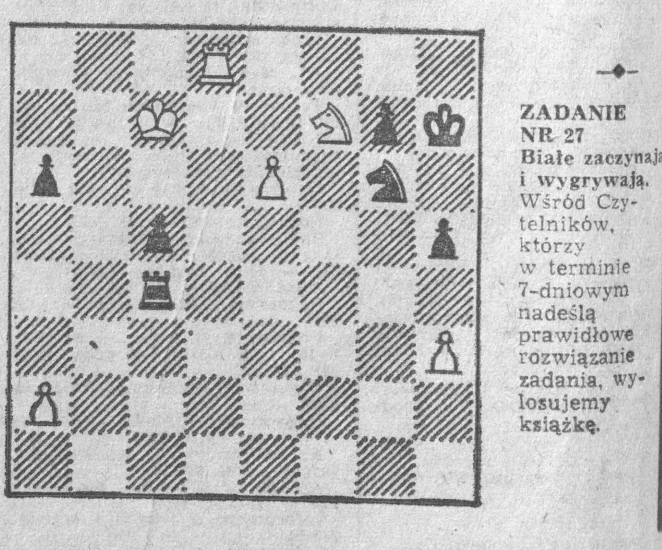 ZADANIE
NR 27
Białe zaczynają
i wygrywają.
Wśród Czy-
telników,
którzy
w terminie
7-dniowym
nadeślą
prawidłowe
rozwiązanie
zadania, wy-
losujemy
książkę.